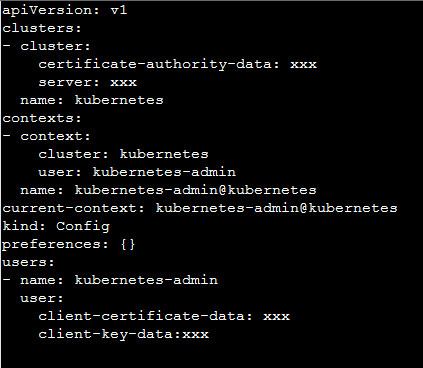 apiVersion: v1
clusters:
- cluster:
    certificate-authority-data: xxx
    server: xxx
  name: kubernetes
contexts:
- context:
    cluster: kubernetes
    user: kubernetes-admin
  name: kubernetes-admin@kubernetes
current-context: kubernetes-admin@kubernetes
kind: Config
preferences: {}
users:
- name: kubernetes-admin
  user:
    client-certificate-data: xxx
    client-key-data:xxx